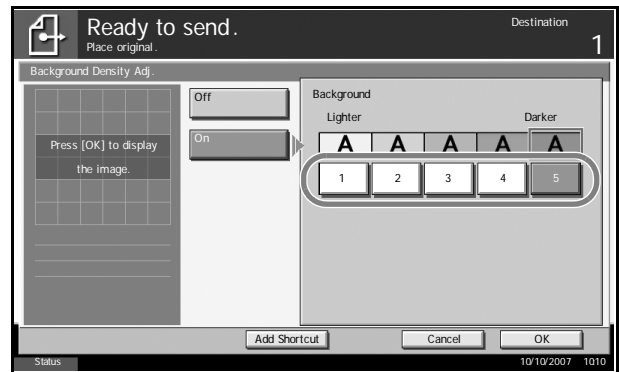 Ready to send.
Destination
Place original.
1
Background Density Adj.
Off
On
Press [OK] to display
the image.
Background
Lighter
Darker
A A A A A
1 2 3 4 5
Add Shortcut
Cancel
OK
Status
10/10/2007 10:10